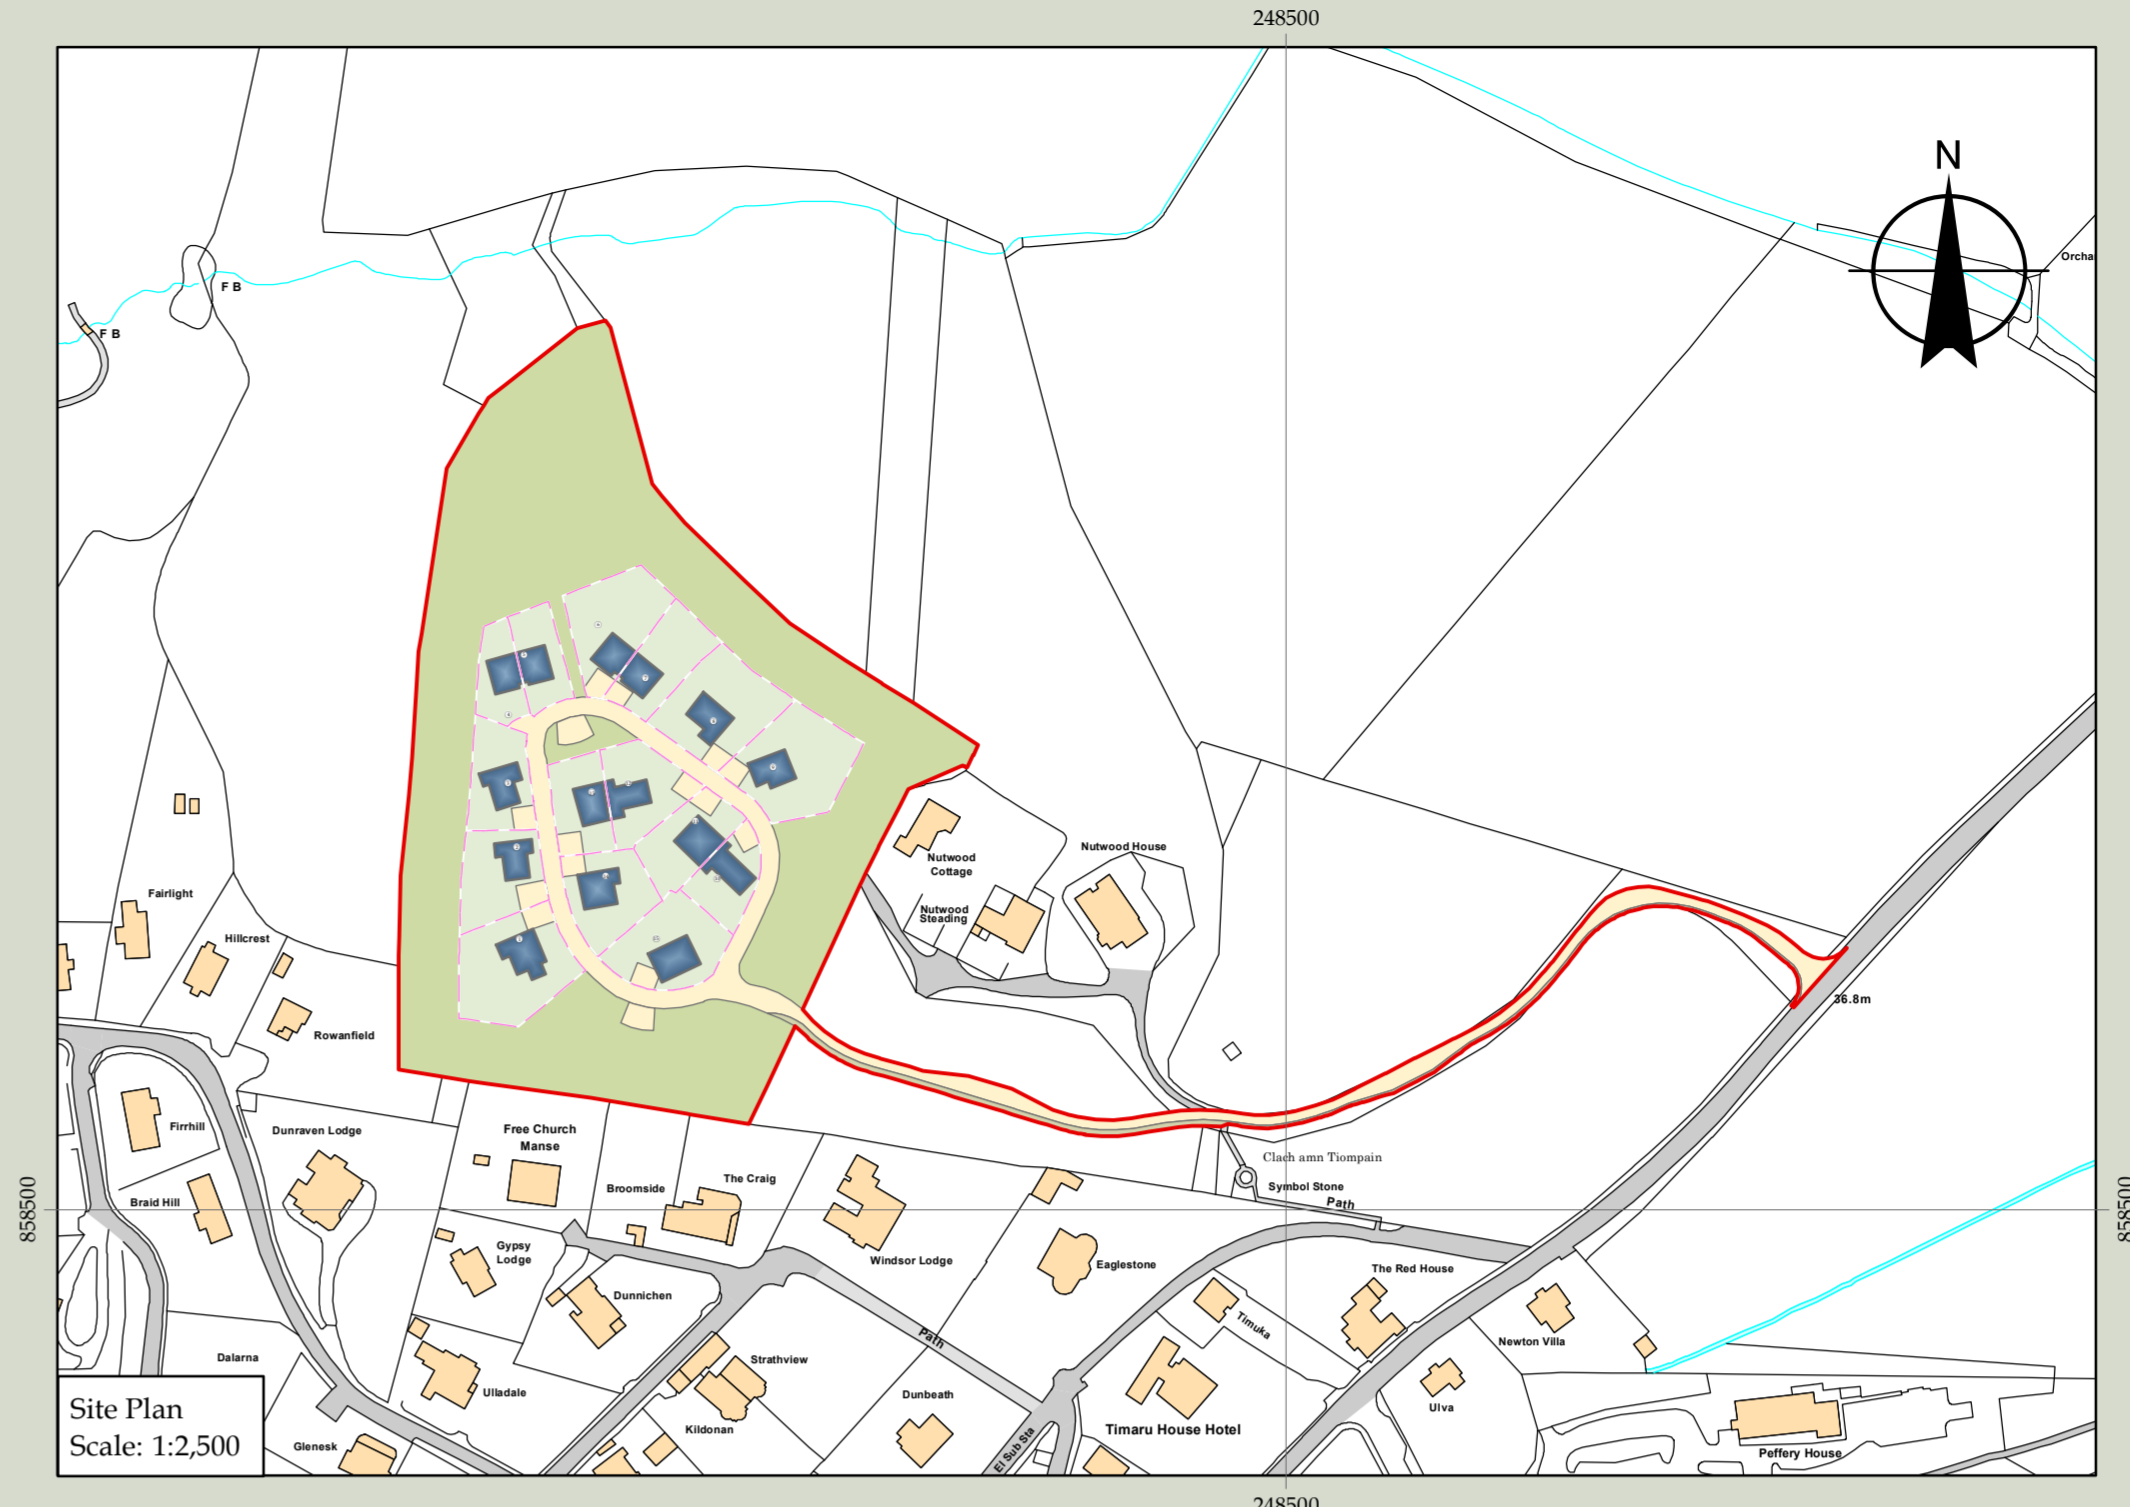 248500
N
Orcha
F B
F B
Nutwood House
Nutwood
Cottage
Fairlight
Nutwood
Steading
Hillcrest
36.8m
Rowanfield
Firrhill
Dunraven Lodge
Free Church
Manse
Clach amn Tiompain
The Craig
Broomside
Symbol Stone
Path
Braid Hill
858500
858500
Gypsy
Lodge
Windsor Lodge
Eaglestone
The Red House
Dunnichen
Timuka
Path
Newton Villa
Dalarna
Strathview
Ulladale
Dunbeath
Ulva
Site Plan
Scale: 1:2,500
Kildonan
Timaru House Hotel
Glenesk
El Sub Sta
Peffery House
248500